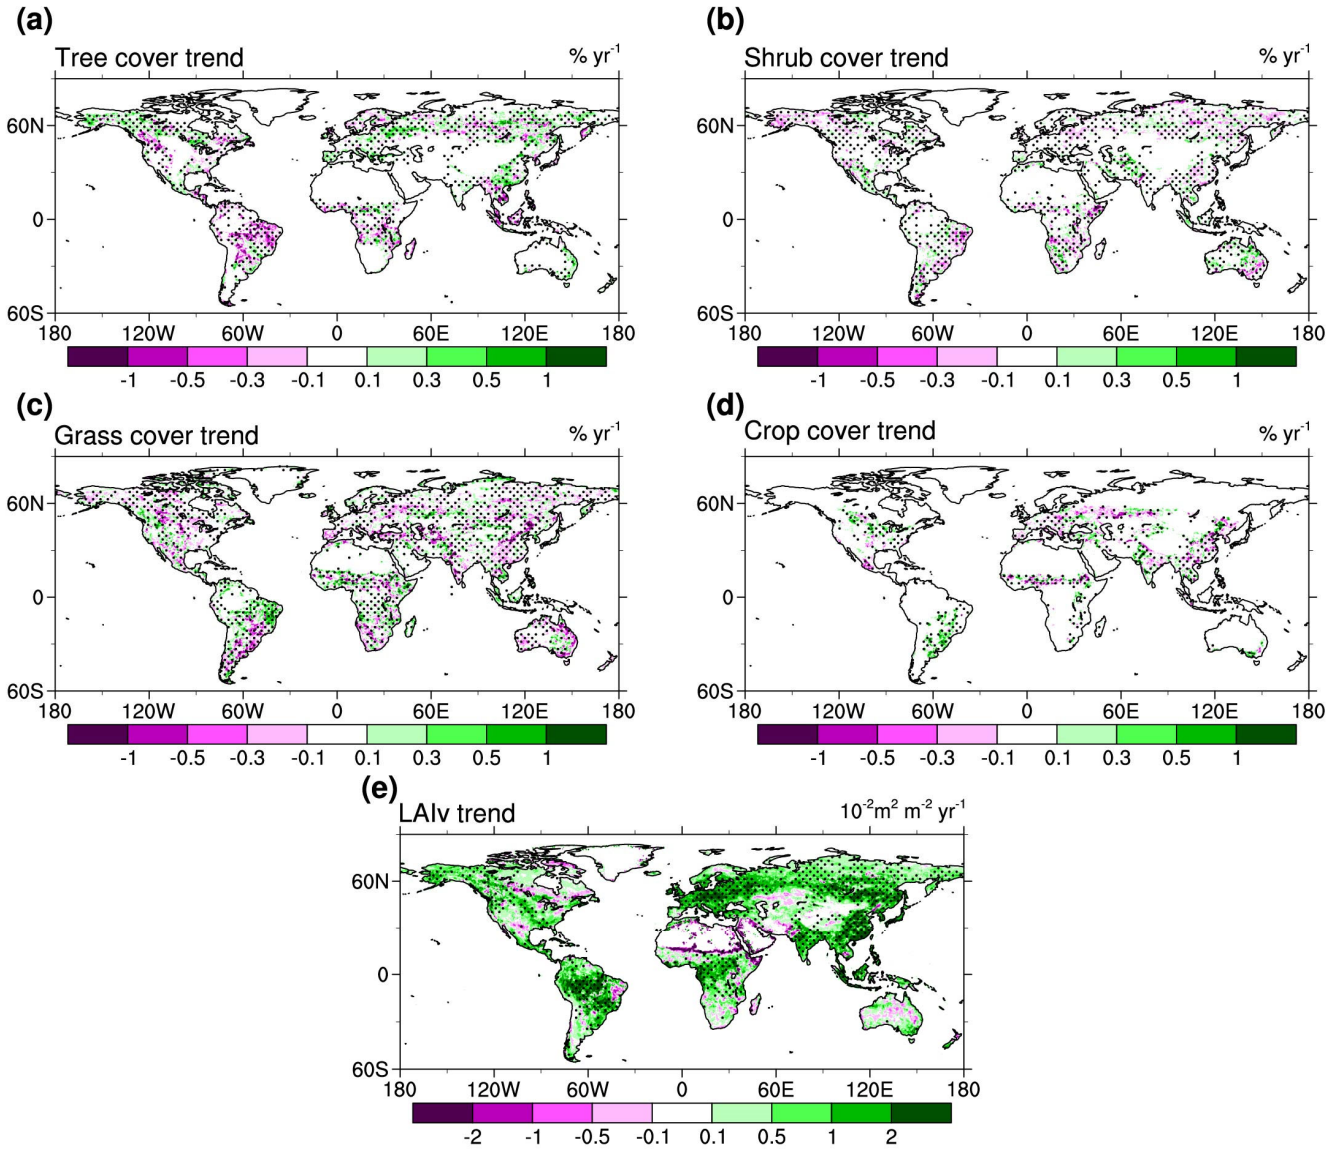 (a)
Tree cover trend % yr-1
60N
0
60S
180 120W 60W 0 60E 120E 180
-1 -0.5 -0.3 -0.1 0.1 0.3 0.5 1
(b)
Shrub cover trend % yr-1
60N
0
60S
180 120W 60W 0 60E 120E 180
-1 -0.5 -0.3 -0.1 0.1 0.3 0.5 1
(c)
Grass cover trend % yr-1
60N
0
60S
180 120W 60W 0 60E 120E 180
-1 -0.5 -0.3 -0.1 0.1 0.3 0.5 1
(d)
Crop cover trend % yr-1
60N
0
60S
180 120W 60W 0 60E 120E 180
-1 -0.5 -0.3 -0.1 0.1 0.3 0.5 1
(e)
LAIv trend 10-2m2 m-2 yr-1
60N
0
60S
180 120W 60W 0 60E 120E 180
-2 -1 -0.5 -0.1 0.1 0.5 1 2